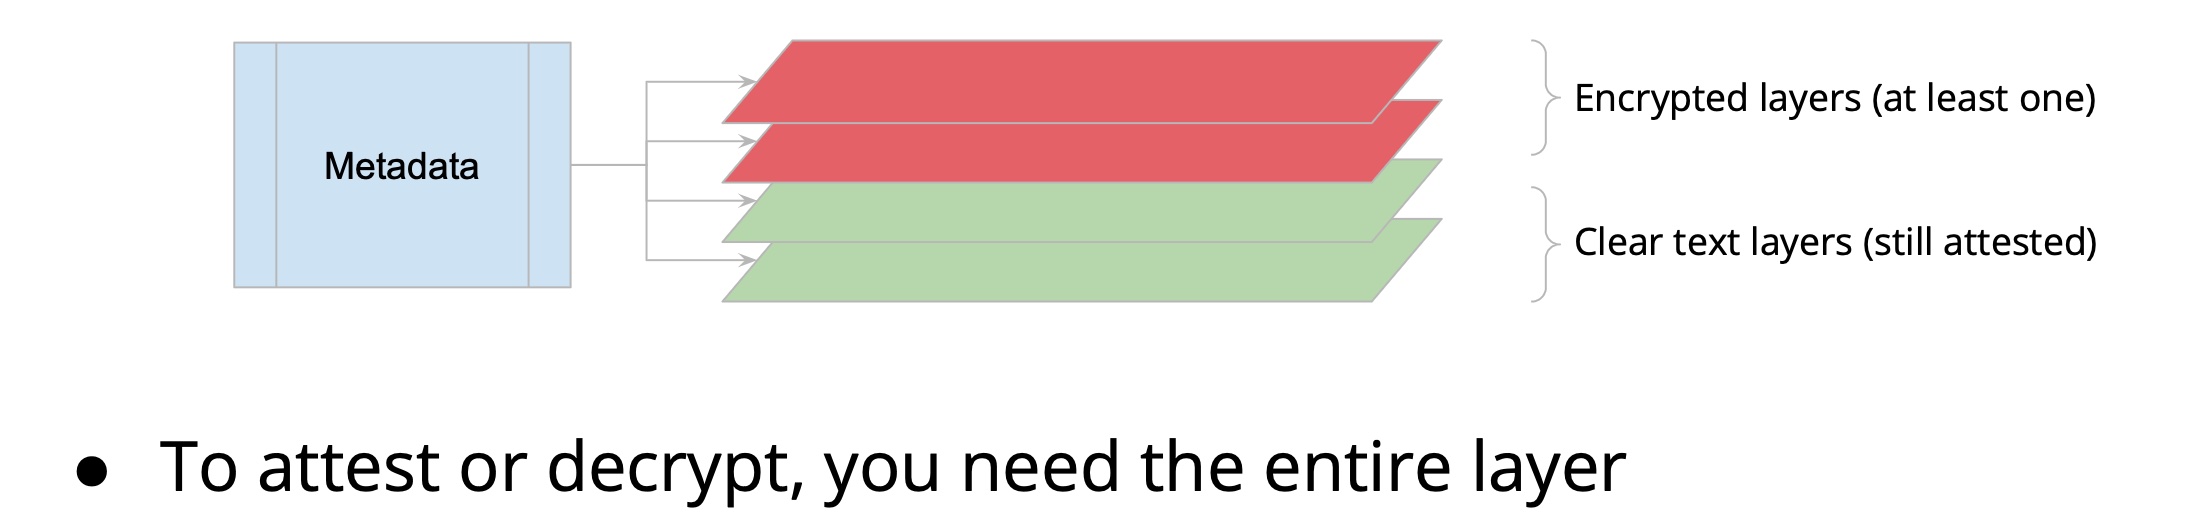 Metadata
Encrypted layers (at least one)
Clear text layers (still attested)
● To attest or decrypt, you need the entire layer